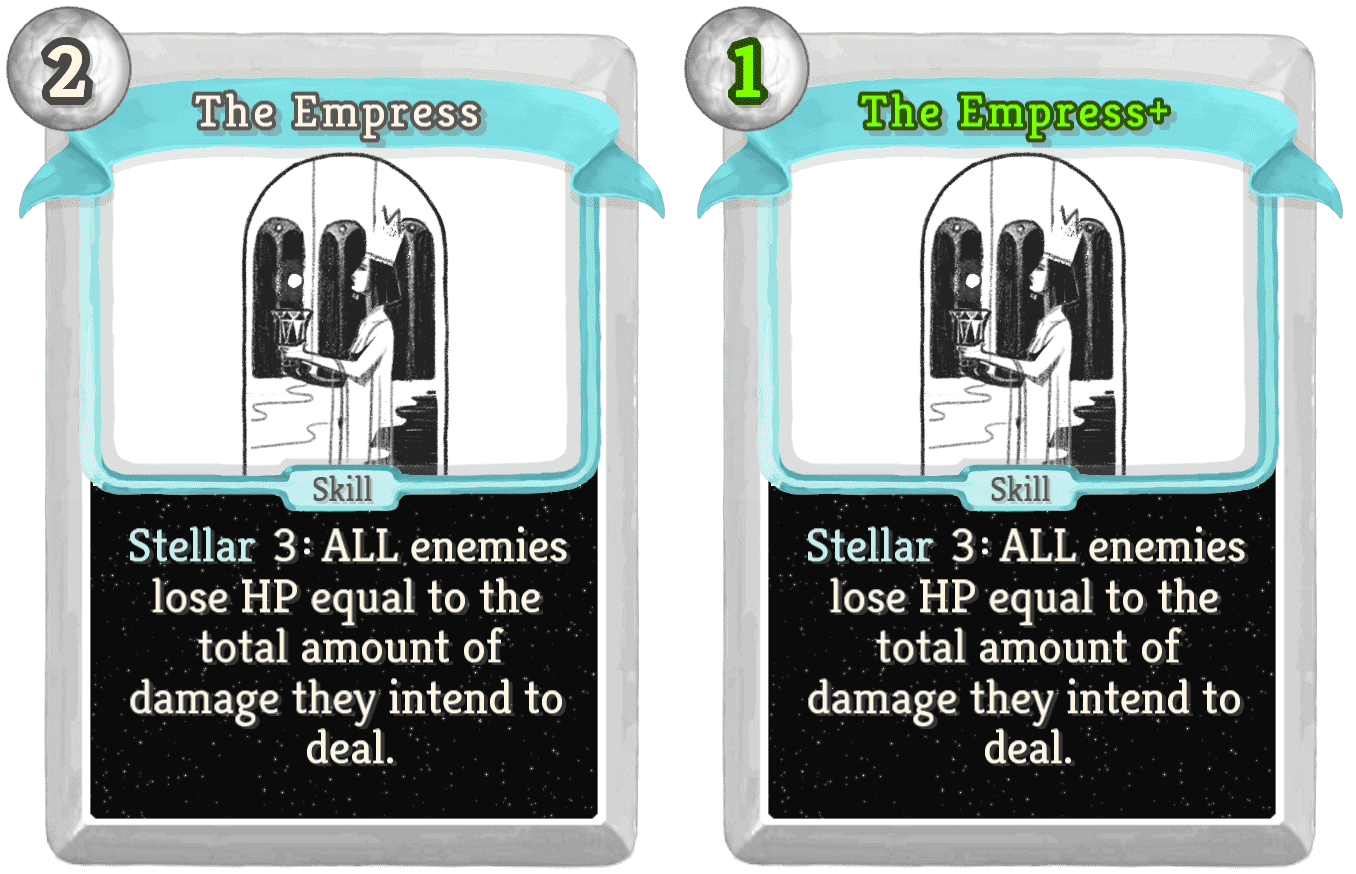 2
The Empress
Skill
Stellar 3: ALL enemies
lose HP equal to the
total amount of
damage they intend to
deal.
1
The Empress+
Skill
Stellar 3: ALL enemies
lose HP equal to the
total amount of
damage they intend to
deal.